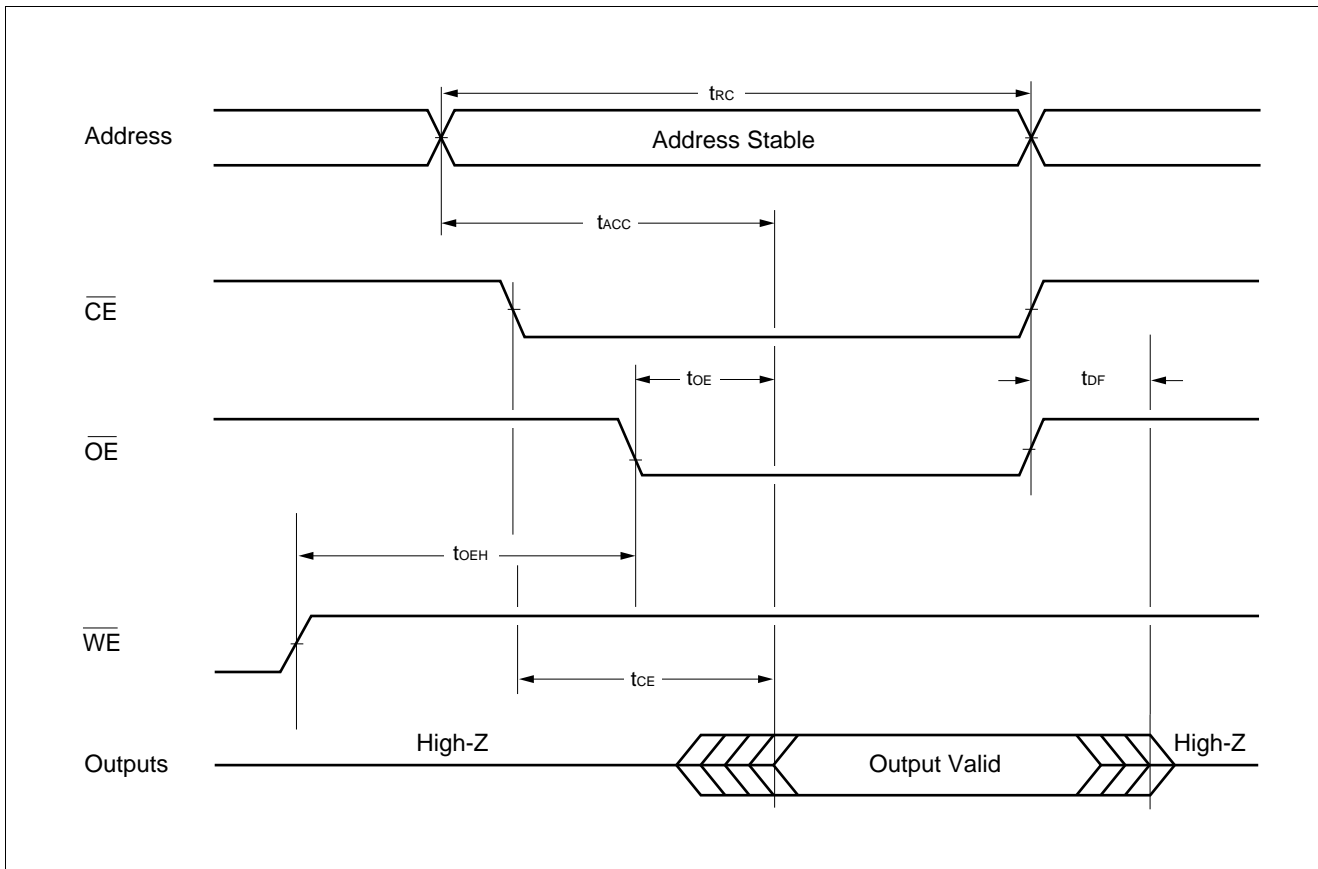 tRC
Address
Address Stable
tACC
CE
tOE
tDF
OE
tOEH
WE
tCE
High-Z
High-Z
Outputs
Output Valid